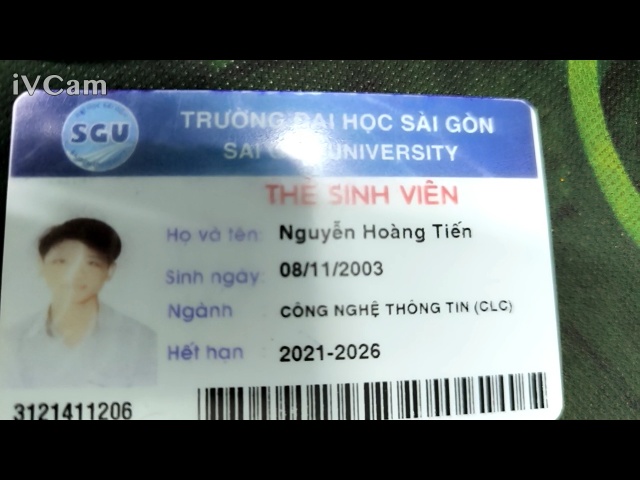 iVCam
SGU
TRƯỜNG ĐẠI HỌC SÀI GÒN
SAI GON UNIVERSITY
THẺ SINH VIÊN
Họ và tên: Nguyễn Hoàng Tiến
Sinh ngày: 08/11/2003
Ngành : CÔNG NGHỆ THÔNG TIN (CLC)
Hết hạn : 2021-2026
3121411206